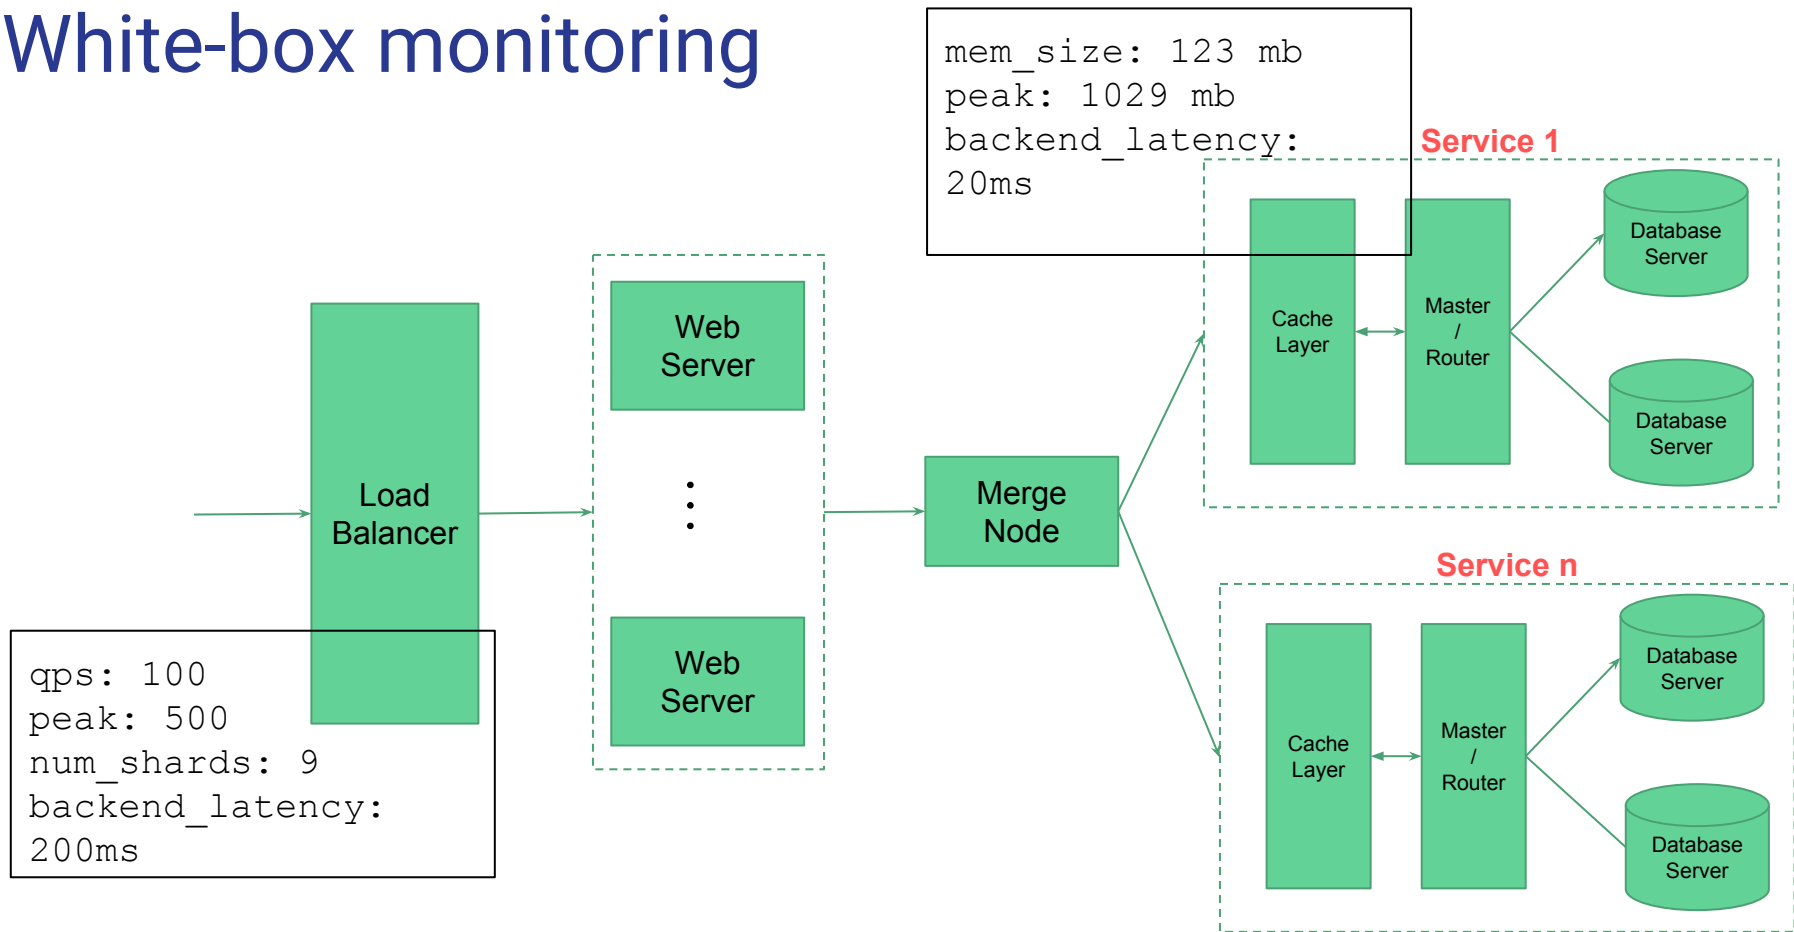 White-box monitoring
mem_size: 123 mb
peak: 1029 mb
backend_latency:
20ms
Service 1
Cache
Layer
Master
/
Router
Database
Server
Database
Server
Web
Server
⋮
Web
Server
Load
Balancer
Merge
Node
qps: 100
peak: 500
num_shards: 9
backend_latency:
200ms
Service n
Cache
Layer
Master
/
Router
Database
Server
Database
Server